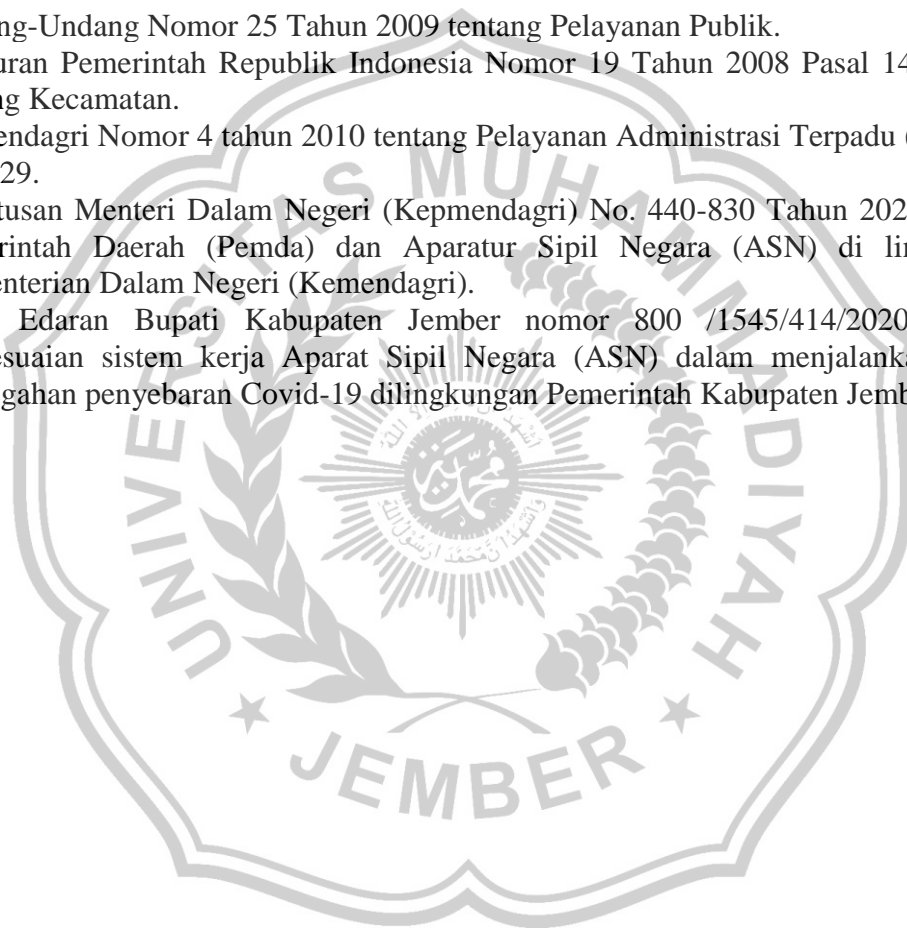 ng-Undang Nomor 25 Tahun 2009 tentang Pelayanan Publik.
uran Pemerintah Republik Indonesia Nomor 19 Tahun 2008 Pasal 14
ng Kecamatan.
endagri Nomor 4 tahun 2010 tentang Pelayanan Administrasi Terpadu (
29.
tusan Menteri Dalam Negeri (Kepmendagri) No. 440-830 Tahun 202
rintah Daerah (Pemda) dan Aparatur Sipil Negara (ASN) di lin
enterian Dalam Negeri (Kemendagri).
Edaran Bupati Kabupaten Jember nomor 800 /1545/414/2020
esuaian sistem kerja Aparat Sipil Negara (ASN) dalam menjalanka
gahan penyebaran Covid-19 dilingkungan Pemerintah Kabupaten Jemb
UNIVERSITAS MUHAMMADIYAH
JEMBER